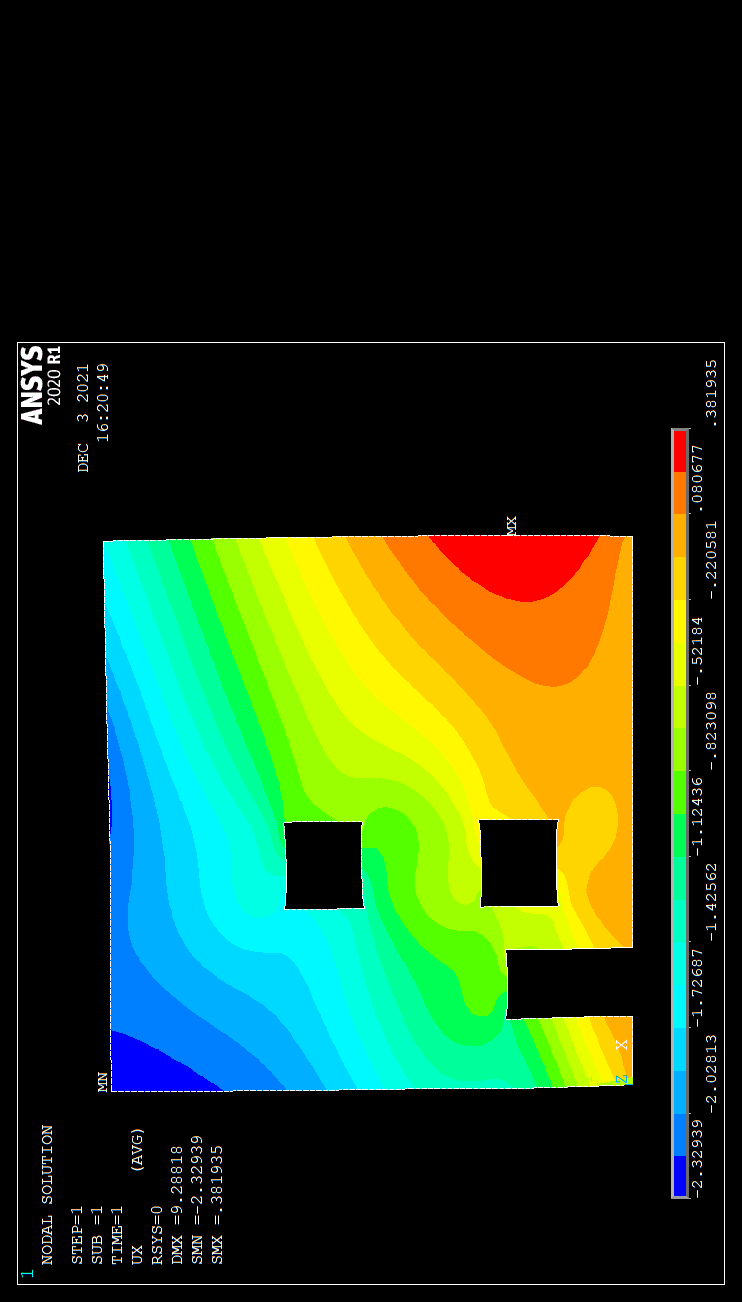 1
NODAL SOLUTION
STEP=1
SUB =1
TIME=1
UX (AVG)
RSYS=0
DMX =9.28818
SMN =-2.32939
SMX =.381935
ANSYS
2020 R1
DEC 3 2021
16:20:49
MN
MX
Z X
-2.32939
-2.02813
-1.72687
-1.42562
-1.12436
-.823098
-.52184
-.220581
.080677
.381935